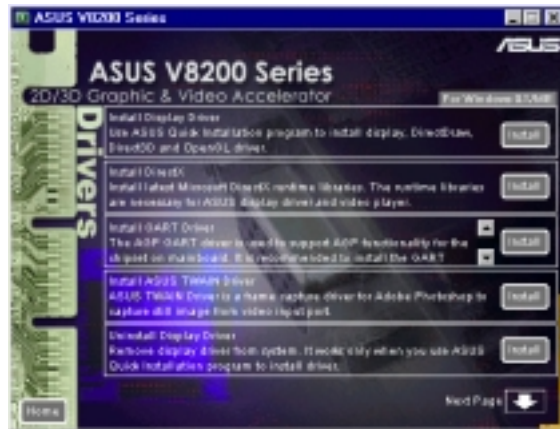 ASUS V8200 Series
ASUS
ASUS V8200 Series
2D/3D Graphic & Video Accelerator
For Windows
Drivers
Install Display Driver
Use ASUS Quick Installation program to install display, DirectDraw,
Direct3D and OpenGL driver.
Install
Install DirectX
Install latest Microsoft DirectX runtime libraries. The runtime libraries
are necessary for ASUS display driver and video player.
Install
Install GART Driver
The AGP GART driver is used to support AGP functionality for the
chipset on mainboard. It is recommended to install the GART
Install
Install ASUS TWAIN Driver
ASUS TWAIN Driver is a frame capture driver for Adobe Photoshop to
capture still image from video input port.
Install
Uninstall Display Driver
Remove display driver from system. It works only when you use ASUS
Quick Installation program to install driver.
Install
Next Page
Home